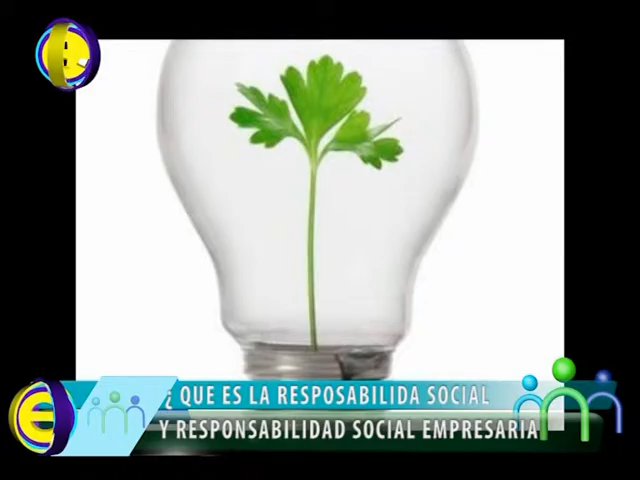 ¿ QUE ES LA RESPOSABILIDA SOCIAL
Y RESPONSABILIDAD SOCIAL EMPRESARIA